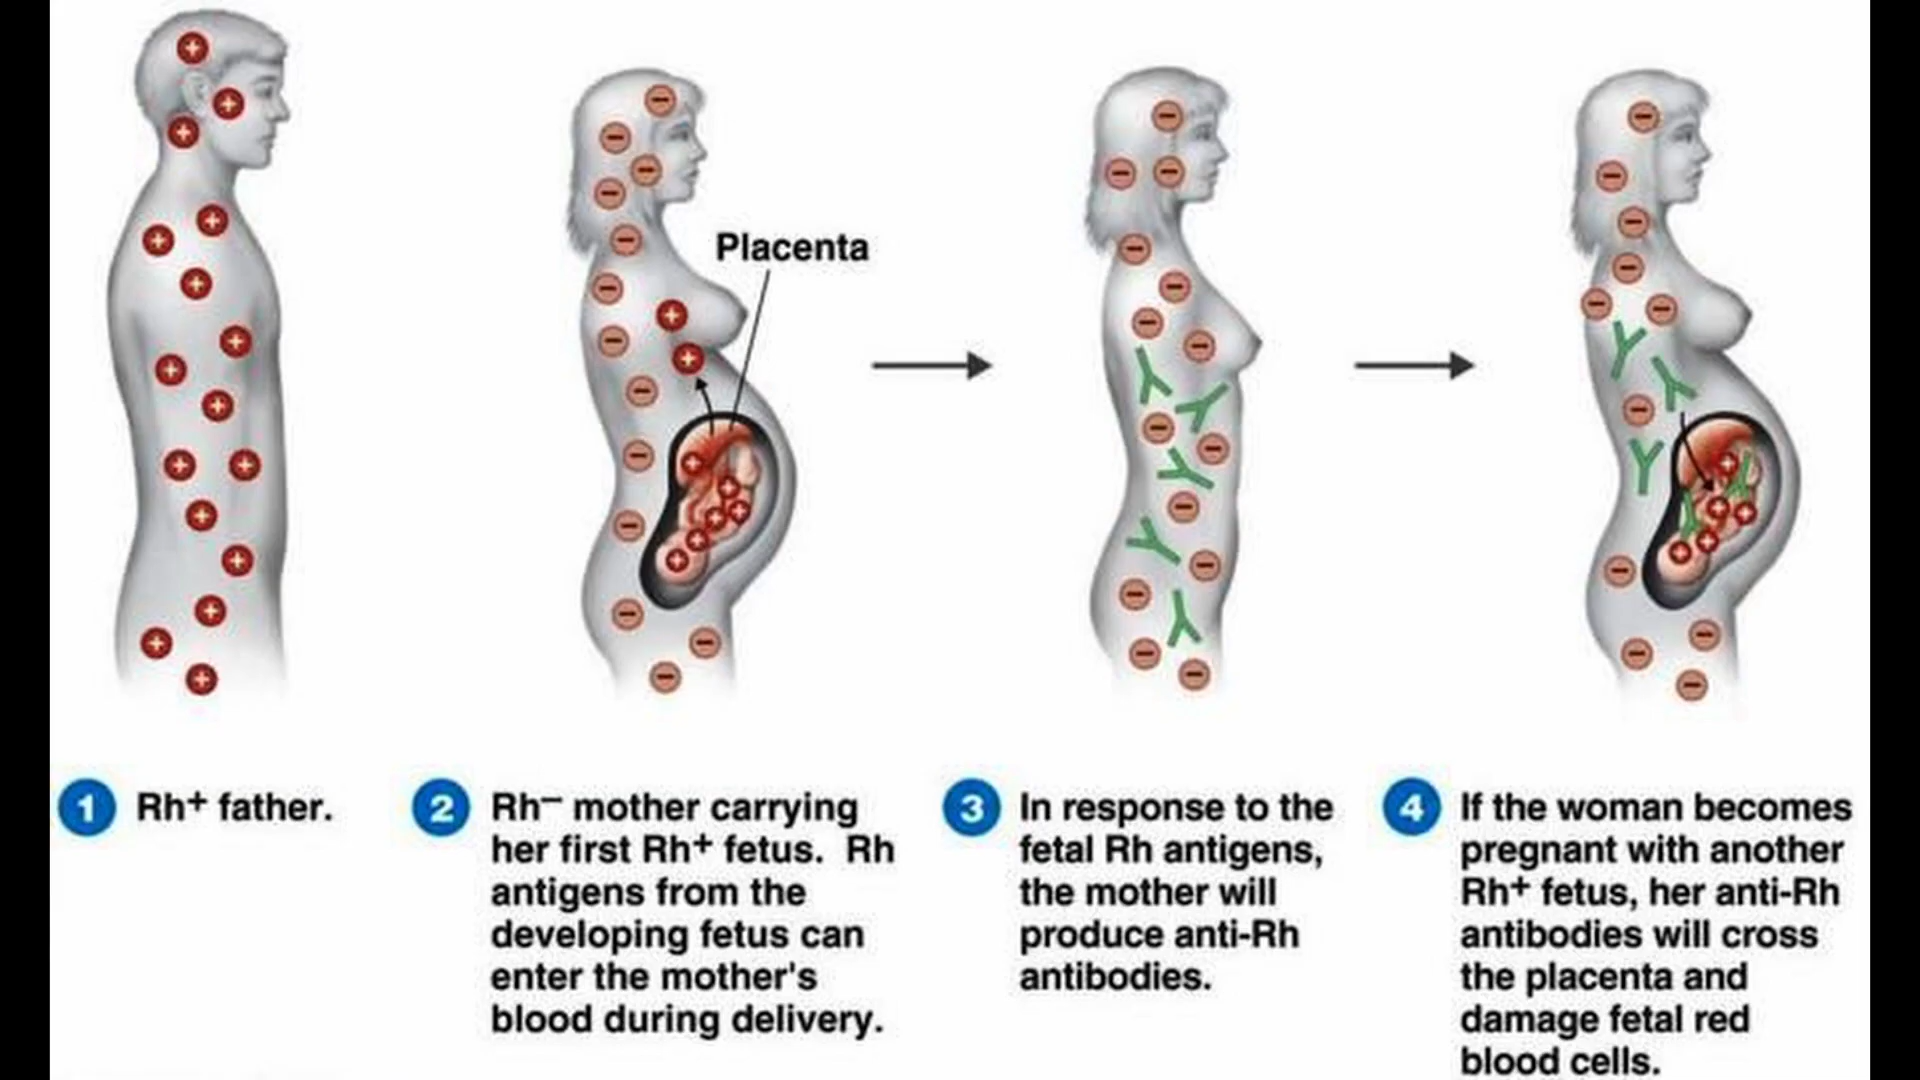 Placenta
1 Rh+ father.
2 Rh− mother carrying
her first Rh+ fetus. Rh
antigens from the
developing fetus can
enter the mother's
blood during delivery.
3 In response to the
fetal Rh antigens,
the mother will
produce anti-Rh
antibodies.
4 If the woman becomes
pregnant with another
Rh+ fetus, her anti-Rh
antibodies will cross
the placenta and
damage fetal red
blood cells.